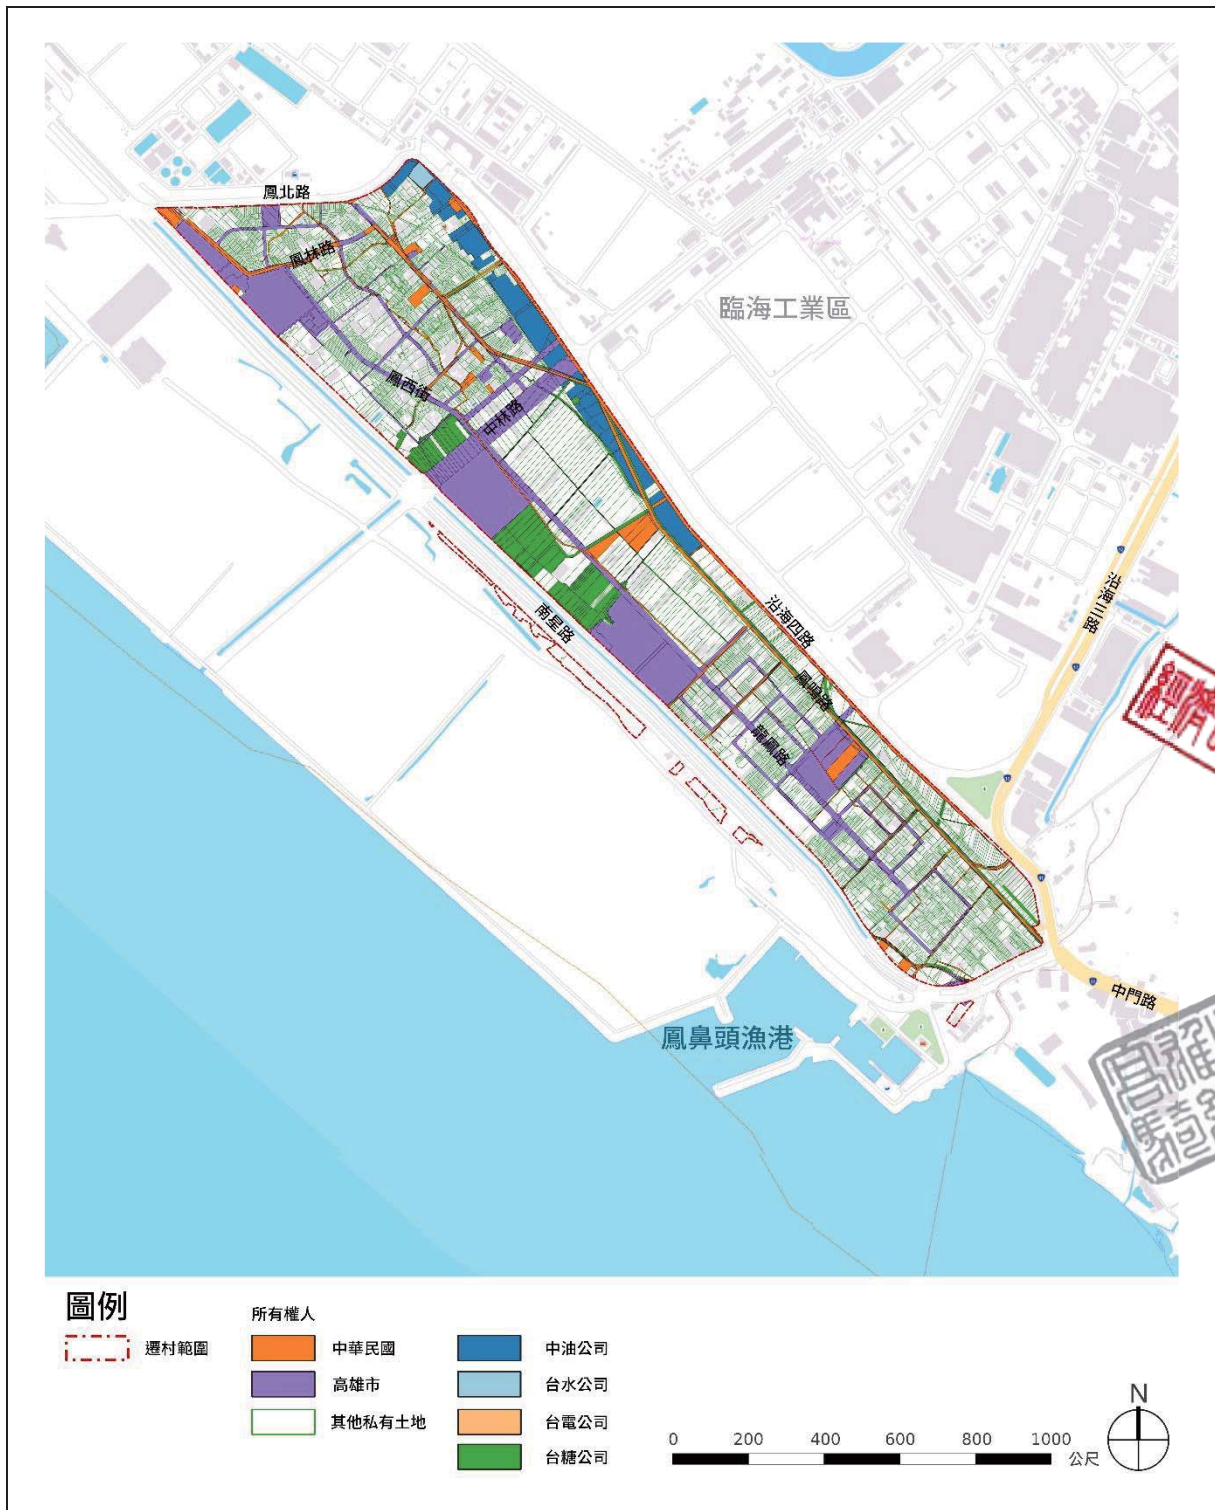 鳳北路
鳳林路
臨海工業區
鳳西街
中林路
沿海三路
沿海四路
南星路
鳳鳴路
龍鳳路
中門路
鳳鼻頭漁港
圖例
遷村範圍
所有權人
中華民國
高雄市
其他私有土地
中油公司
台水公司
台電公司
台糖公司
0 200 400 600 800 1000 公尺
N